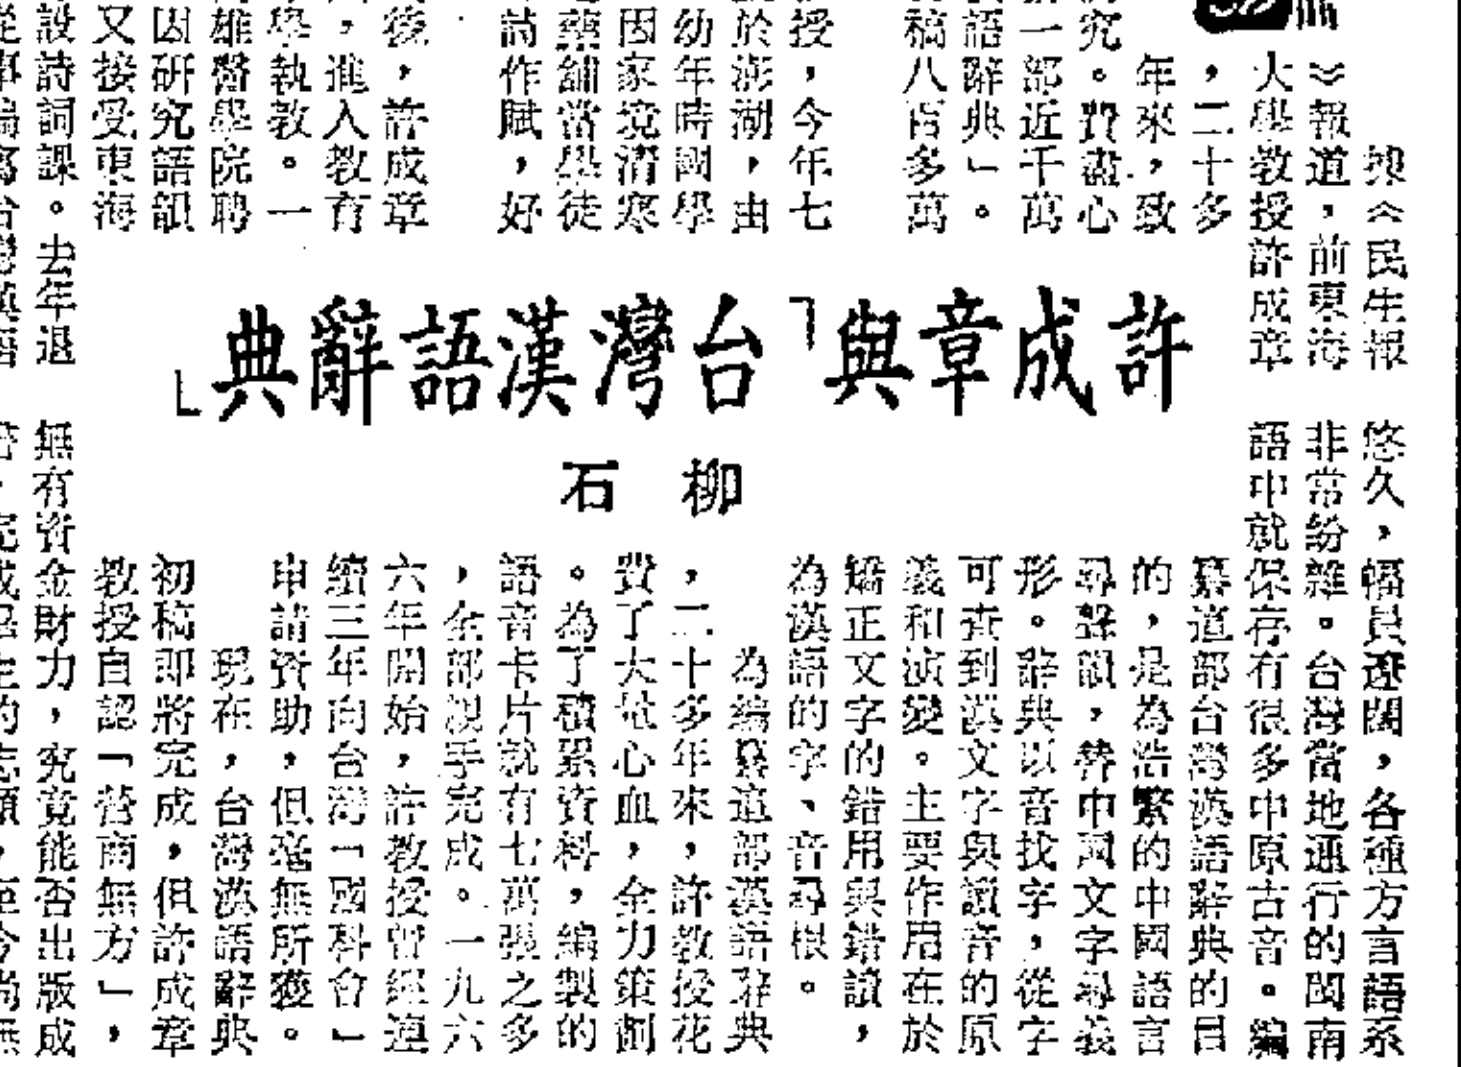 許成章與「台灣漢語辭典」
柳石
據《民生報
》報道,前東海
大學教授許成章
,二十多
年來,致
究。費盡心
一部近千萬
語辭典」。
稿八百多萬
授,今年七
於澎湖,由
幼年時國學
因家境清寒
藥舖當學徒
詩作賦,好
後,許成章
,進入教育
學執教。一
雄醫學院聘
因研究語韻
又接受東海
設詩詞課。去年退
悠久,幅員遼闊,各種方言語系
非常紛雜。台灣當地通行的閩南
語中就保存有很多中原古音。編
纂這部台灣漢語辭典的目
的,是為浩繁的中國語言
尋聲韻,替中國文字尋義
形。辭典以音找字,從字
可查到漢文字與讀音的原
義和演變。主要作用在於
矯正文字的錯用與錯讀,
為漢語的字、音尋根。
為編纂這部漢語辭典
,二十多年來,許教授花
費了大量心血,全力策劃
。為了積累資料,編製的
語音卡片就有七萬張之多
,全部親手完成。一九六
六年開始,許教授曾經連
續三年向台灣「國科會」
申請資助,但毫無所獲。
現在,台灣漢語辭典
初稿即將完成,但許成章
教授自認「營商無方」,
無有資金財力,究竟能否出版成